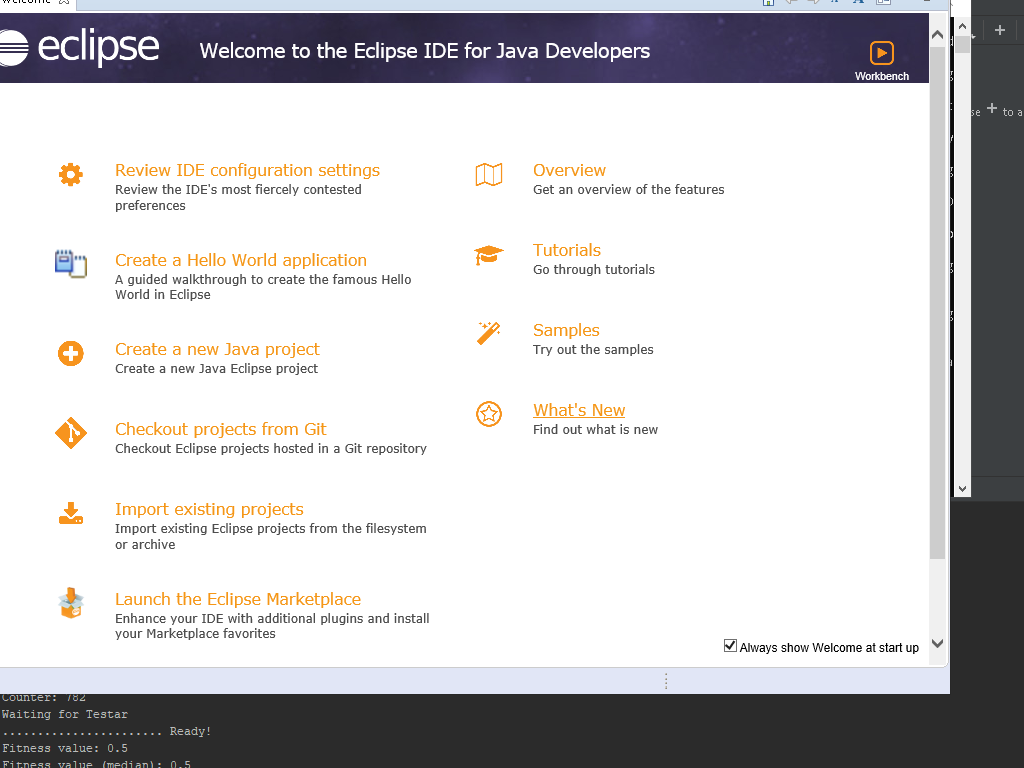 Welcome
eclipse
Welcome to the Eclipse IDE for Java Developers
Workbench
Review IDE configuration settings
Review the IDE's most fiercely contested
preferences
Create a Hello World application
A guided walkthrough to create the famous Hello
World in Eclipse
Create a new Java project
Create a new Java Eclipse project
Checkout projects from Git
Checkout Eclipse projects hosted in a Git repository
Import existing projects
Import existing Eclipse projects from the filesystem
or archive
Launch the Eclipse Marketplace
Enhance your IDE with additional plugins and install
your Marketplace favorites
Overview
Get an overview of the features
Tutorials
Go through tutorials
Samples
Try out the samples
What's New
Find out what is new
Always show Welcome at start up
se + to a
Counter: 782
Waiting for Testar
....................... Ready!
Fitness value: 0.5
Fitness value (median): 0.5